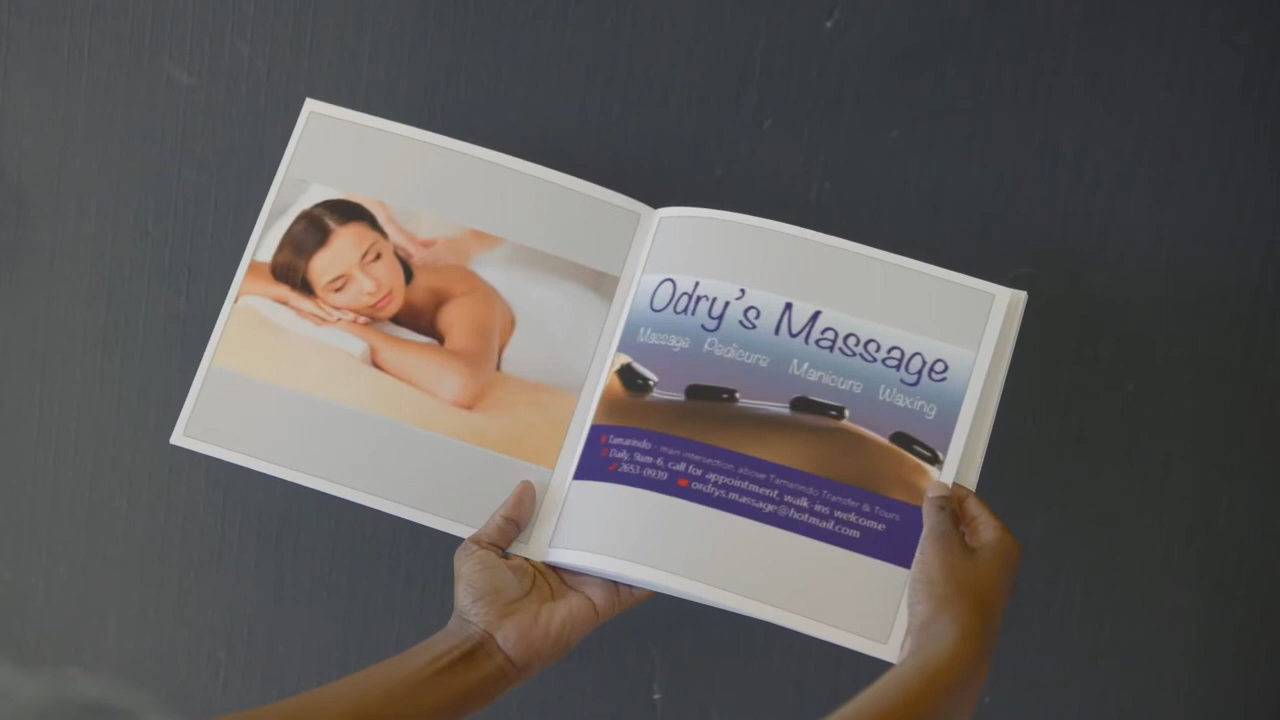 Odry's Massage
Massage Pedicure Manicure Waxing
Tamarindo - main intersection, above Tamarindo Transfer & Tours
Daily, 9am-6, call for appointment, walk-ins welcome
2653-0939 ordrys.massage@hotmail.com